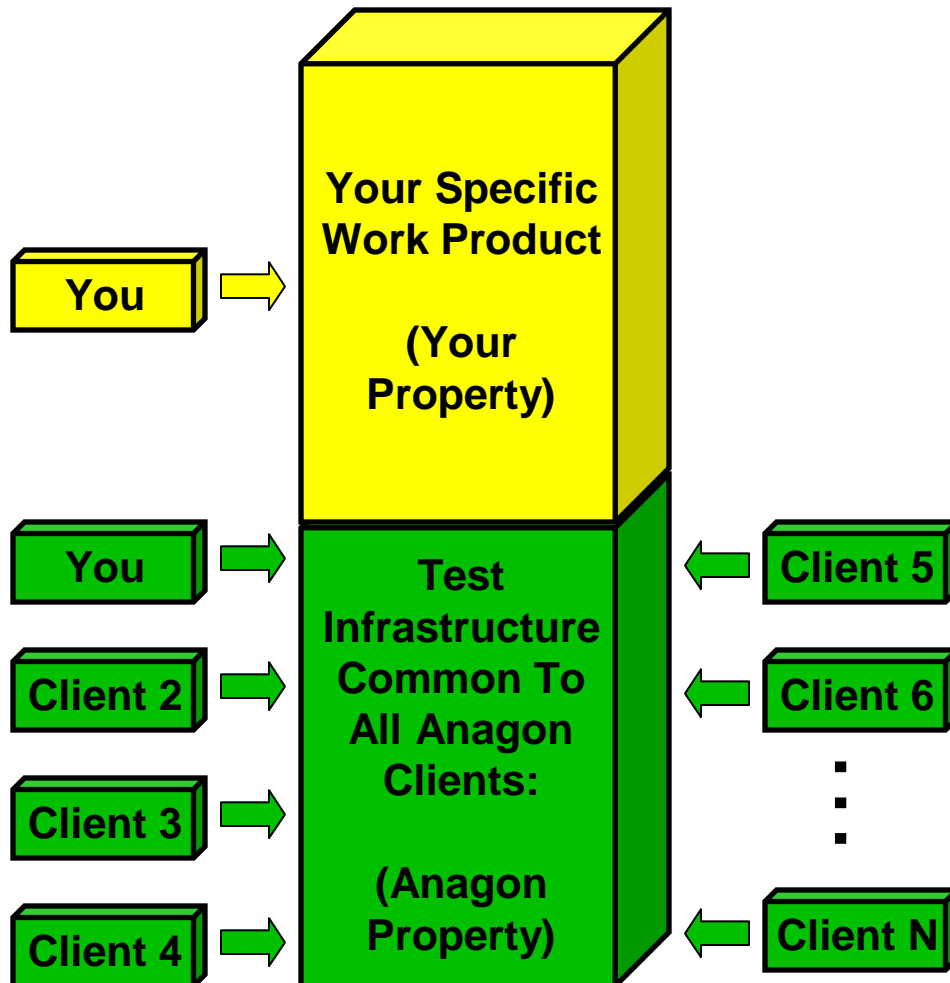 Your Specific
Work Product
(Your
Property)
You
You
Client 2
Client 3
Client 4
Test
Infrastructure
Common To
All Anagon
Clients:
(Anagon
Property)
Client 5
Client 6
Client N